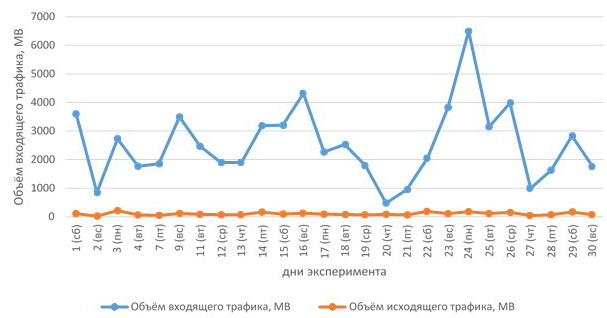 Объём входящего трафика, МВ
7000
6000
5000
4000
3000
2000
1000
0
1 (сб)
2 (вс)
3 (пн)
4 (вт)
7 (пт)
9 (вс)
11 (вт)
12 (ср)
13 (чт)
14 (пт)
15 (сб)
16 (вс)
17 (пн)
18 (вт)
19 (ср)
20 (чт)
21 (пт)
22 (сб)
23 (вс)
24 (пн)
25 (вт)
26 (ср)
27 (чт)
28 (пт)
29 (сб)
30 (вс)
дни эксперимента
Объём входящего трафика, МВ
Объём исходящего трафика, МВ